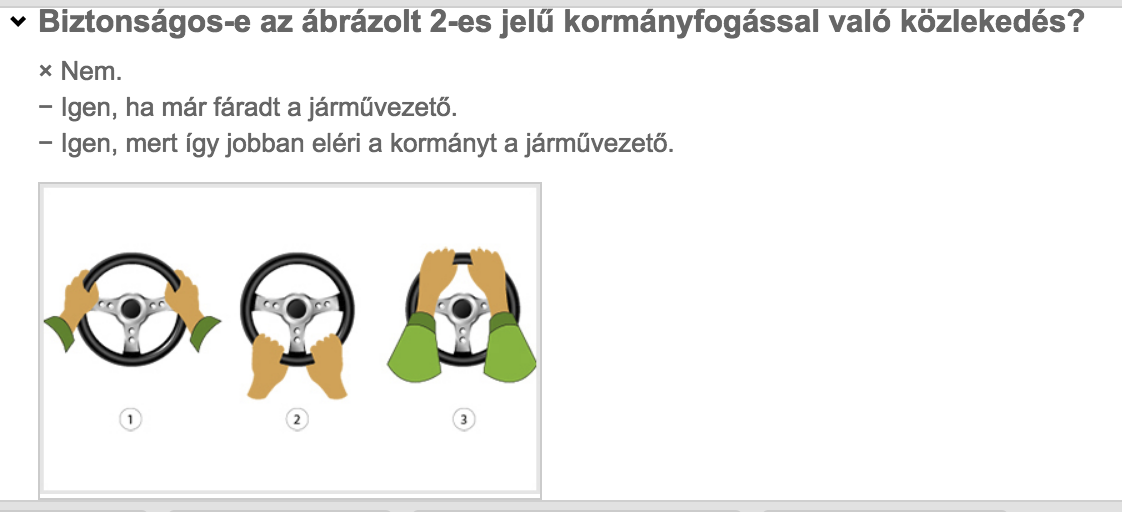 Biztonságos-e az ábrázolt 2-es jelű kormányfogással való közlekedés?
× Nem.
− Igen, ha már fáradt a járművezető.
− Igen, mert így jobban eléri a kormányt a járművezető.
1 2 3